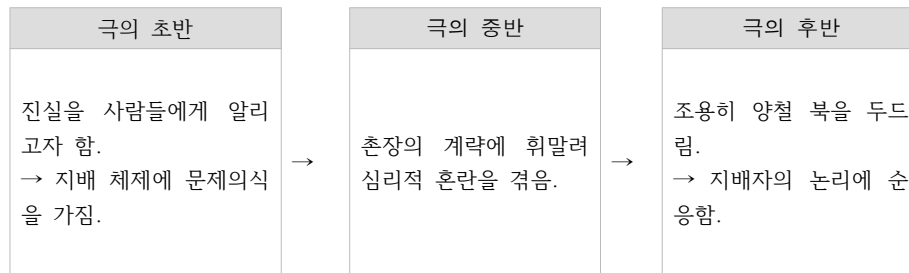 극의 초반
진실을 사람들에게 알리
고자 함.
→ 지배 체제에 문제의식
을 가짐.
→
극의 중반
촌장의 계략에 휘말려
심리적 혼란을 겪음.
→
극의 후반
조용히 양철 북을 두드
림.
→ 지배자의 논리에 순
응함.